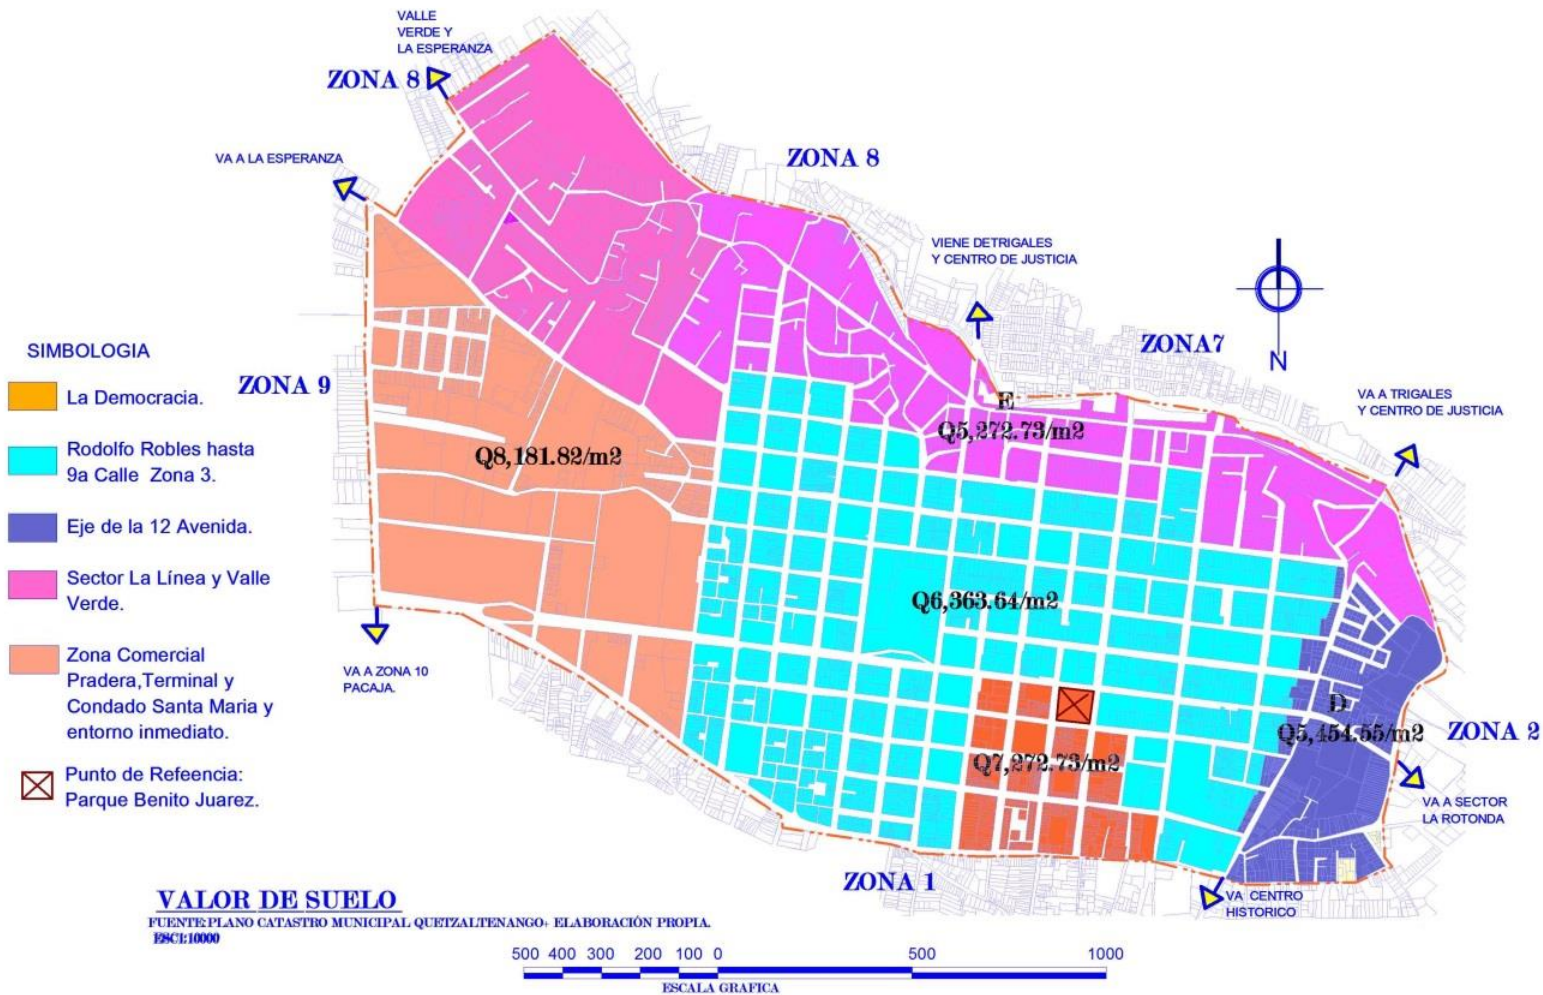 VALLE
VERDE Y
LA ESPERANZA
ZONA 8
VA A LA ESPERANZA
ZONA 8
VIENE DETRIGALES
Y CENTRO DE JUSTICIA
ZONA7
N
VA A TRIGALES
Y CENTRO DE JUSTICIA
SIMBOLOGIA
La Democracia.
Rodolfo Robles hasta
9a Calle Zona 3.
Eje de la 12 Avenida.
Sector La Línea y Valle
Verde.
Zona Comercial
Pradera,Terminal y
Condado Santa Maria y
entorno inmediato.
Punto de Refeencia:
Parque Benito Juarez.
ZONA 9
Q8,181.82/m2
E
Q5,272.73/m2
Q6,363.64/m2
VA A ZONA 10
PACAJA.
D
Q5,454.55/m2
ZONA 2
Q7,272.73/m2
VA A SECTOR
LA ROTONDA
ZONA 1
VA CENTRO
HISTORICO
VALOR DE SUELO
FUENTE:PLANO CATASTRO MUNICIPAL QUETZALTENANGO+ ELABORACIÓN PROPIA.
ESC1:10000
500 400 300 200 100 0 500 1000
ESCALA GRAFICA